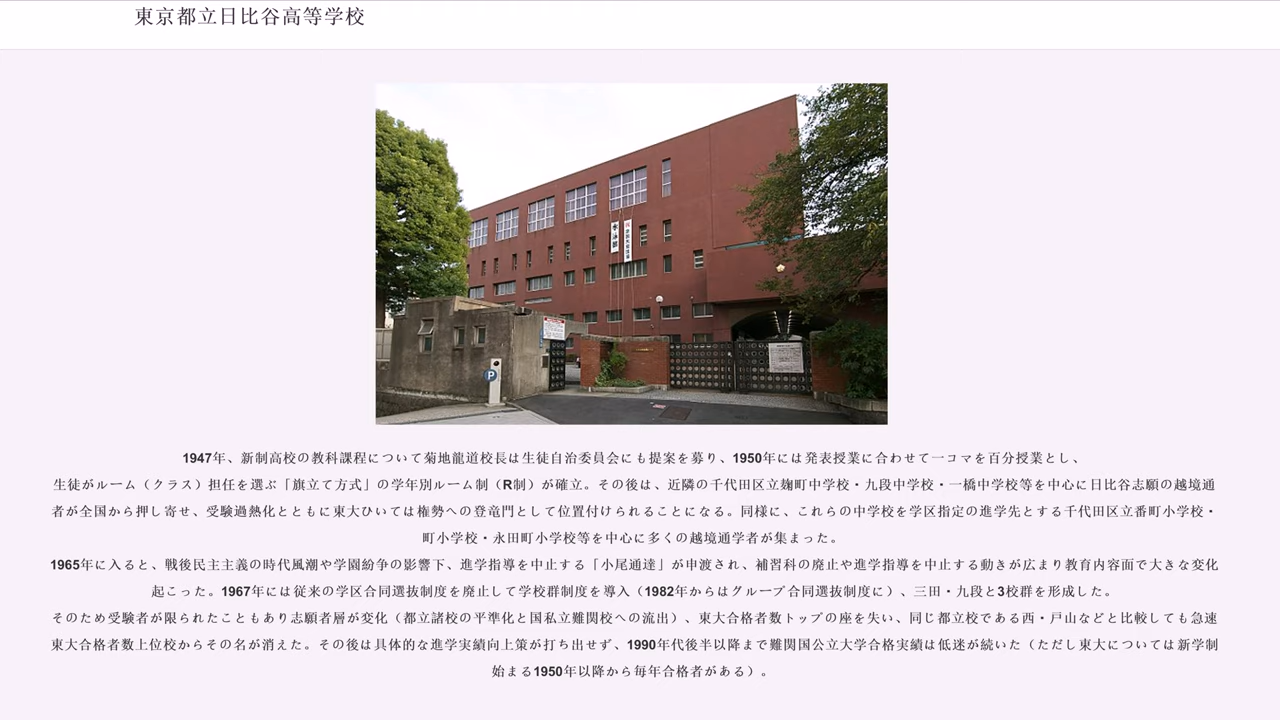 東京都立日比谷高等学校
P
1947年、新制高校の教科課程について菊地龍道校長は生徒自治委員会にも提案を募り、1950年には発表授業に合わせて一コマを百分授業とし、
生徒がルーム（クラス）担任を選ぶ「旗立て方式」の学年別ルーム制（R制）が確立。その後は、近隣の千代田区立麹町中学校・九段中学校・一橋中学校等を中心に日比谷志願の越境通
者が全国から押し寄せ、受験過熱化とともに東大ひいては権勢への登竜門として位置付けられることになる。同様に、これらの中学校を学区指定の進学先とする千代田区立番町小学校・
町小学校・永田町小学校等を中心に多くの越境通学者が集まった。
1965年に入ると、戦後民主主義の時代風潮や学園紛争の影響下、進学指導を中止する「小尾通達」が申渡され、補習科の廃止や進学指導を中止する動きが広まり教育内容面で大きな変化
起こった。1967年には従来の学区合同選抜制度を廃止して学校群制度を導入（1982年からはグループ合同選抜制度に）、三田・九段と3校群を形成した。
そのため受験者が限られたこともあり志願者層が変化（都立諸校の平準化と国私立難関校への流出）、東大合格者数トップの座を失い、同じ都立校である西・戸山などと比較しても急速
東大合格者数上位校からその名が消えた。その後は具体的な進学実績向上策が打ち出せず、1990年代後半以降まで難関国公立大学合格実績は低迷が続いた（ただし東大については新学制
始まる1950年以降から毎年合格者がある）。